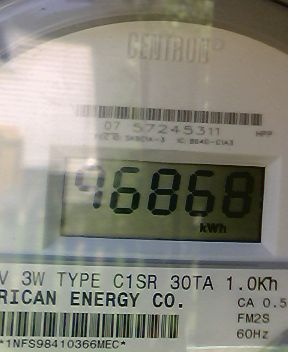 CENTRON
07 57245311 HPP
96868
kWh
V 3W TYPE C1SR 30TA 1.0Kh
RICAN ENERGY CO. CA 0.5
FM2S
*1NFS98410366MEC* 60Hz